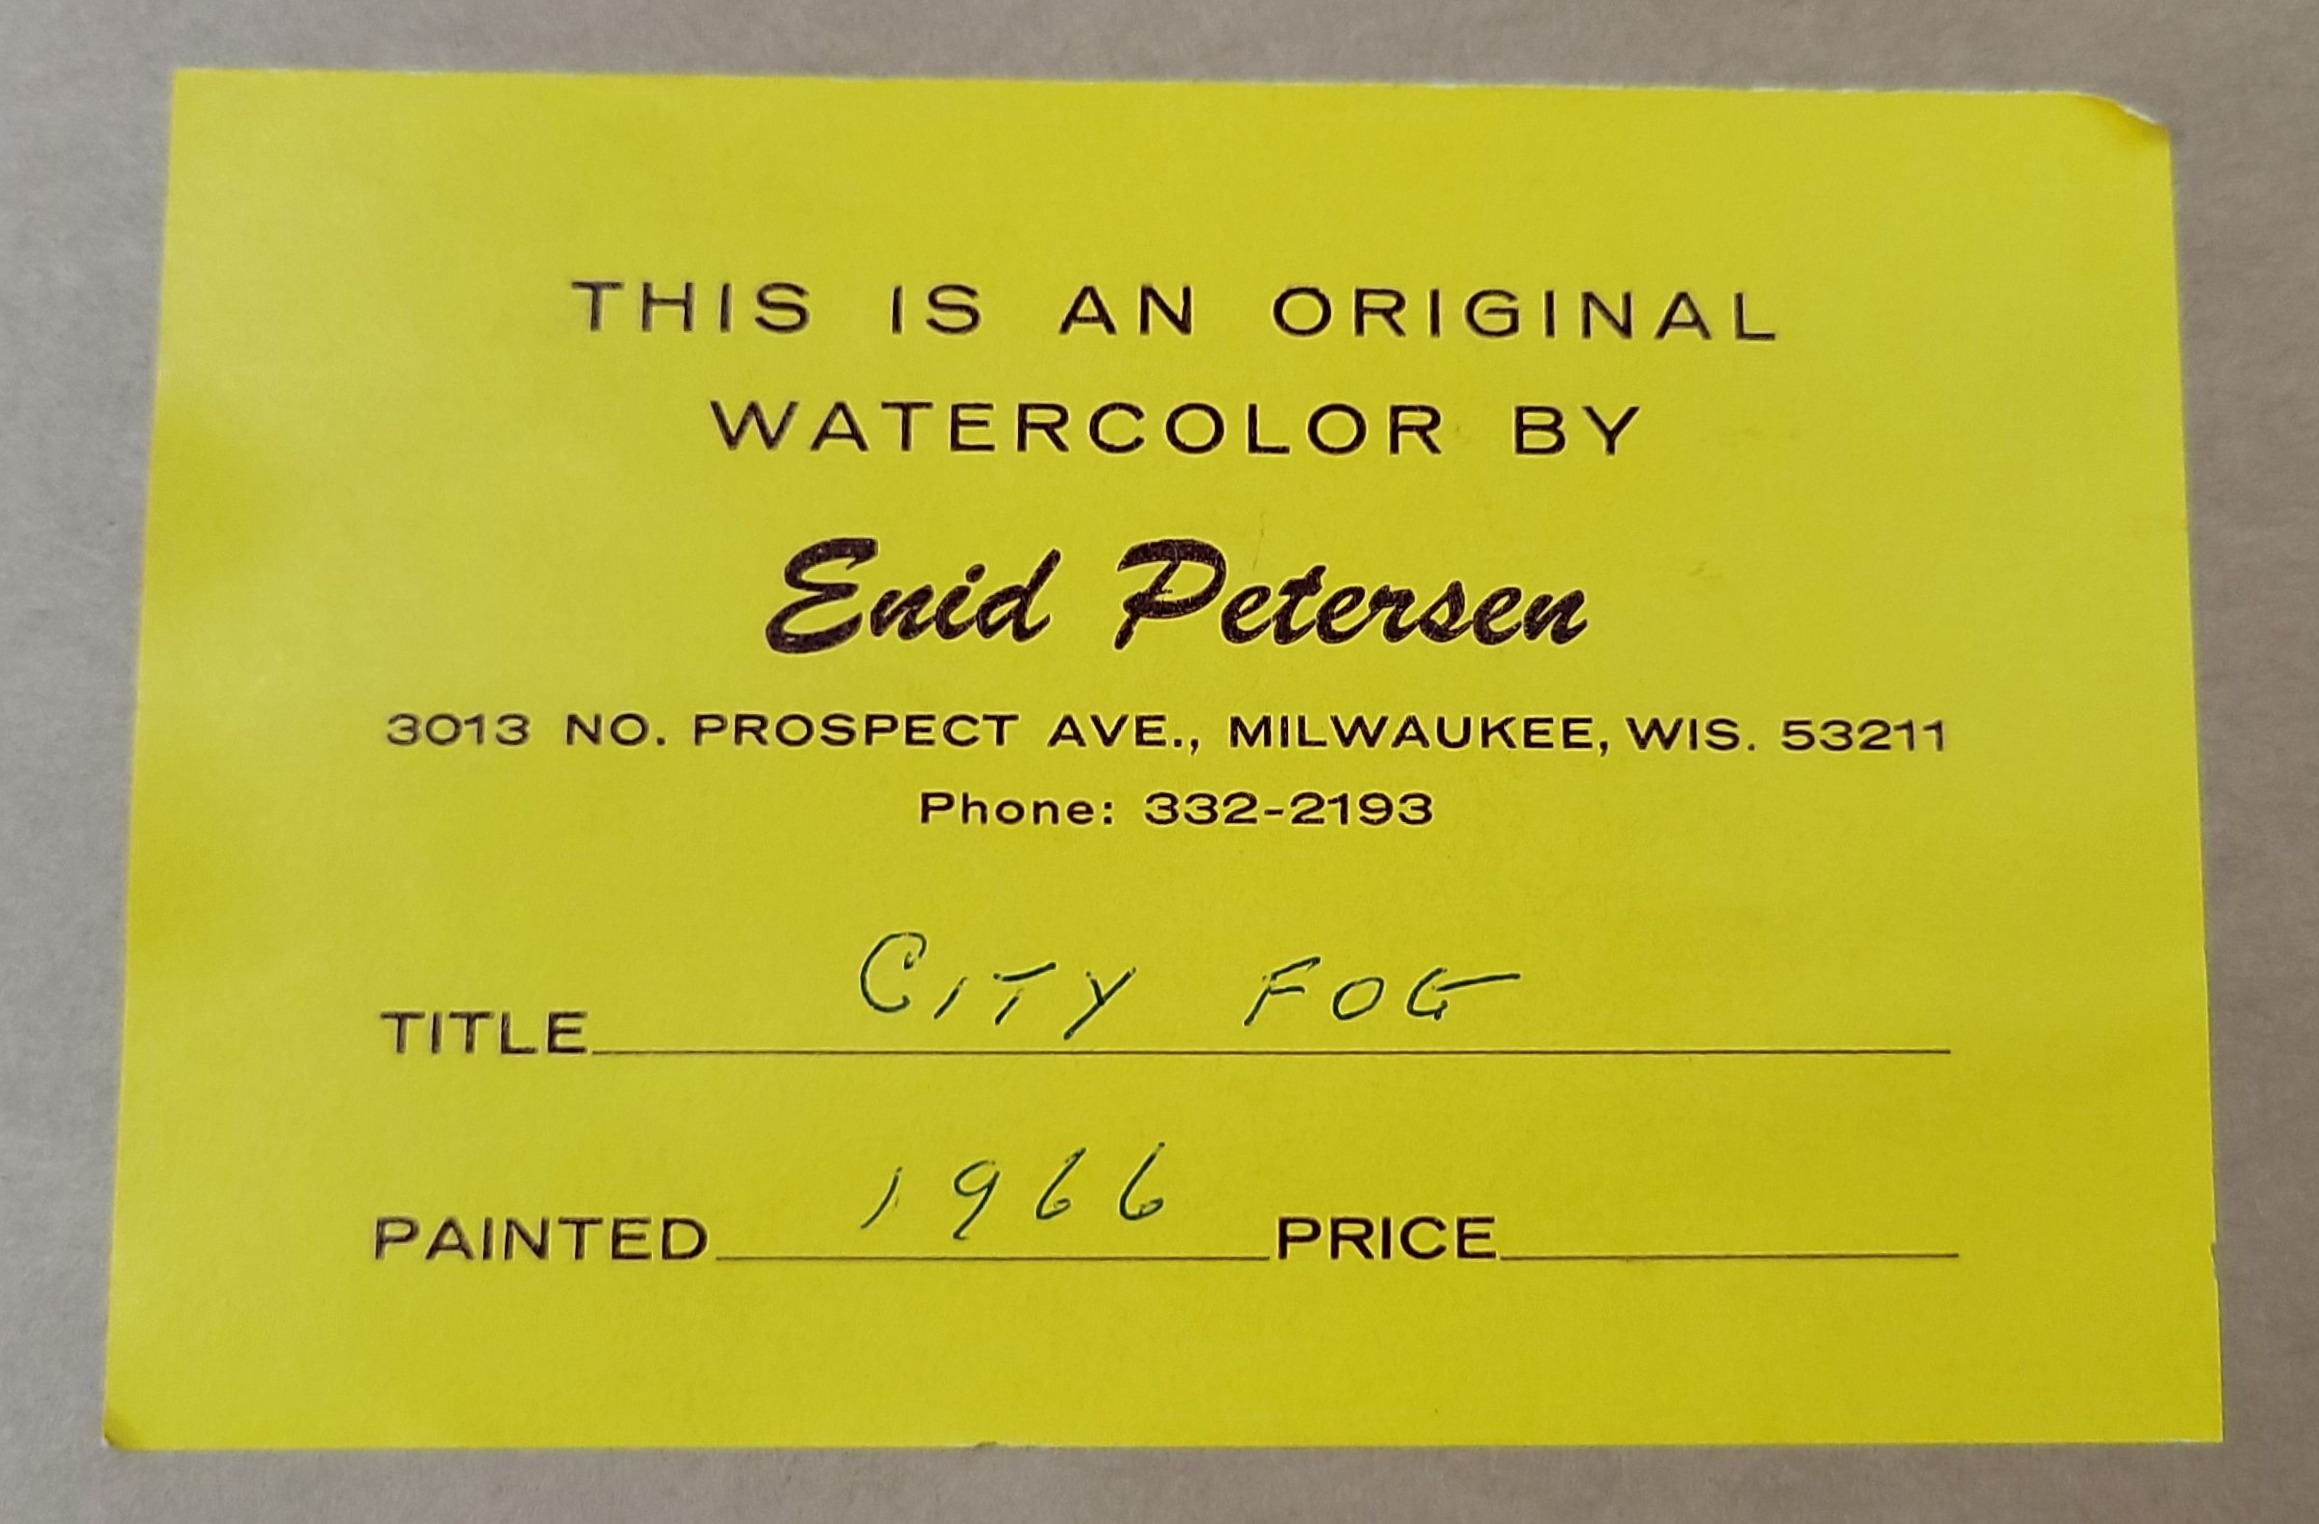 THIS IS AN ORIGINAL
WATERCOLOR BY
Enid Petersen
3013 NO. PROSPECT AVE., MILWAUKEE, WIS. 53211
Phone: 332-2193
TITLE CITY FOG
PAINTED 1966 PRICE